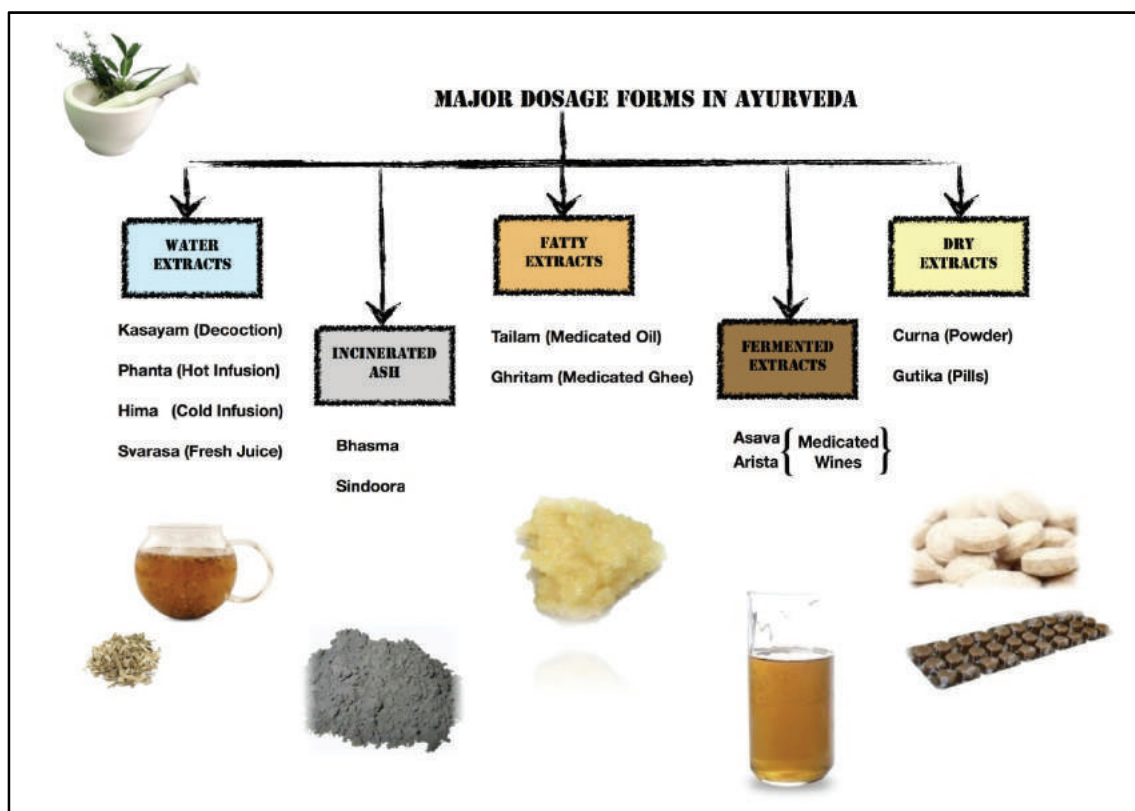 MAJOR DOSAGE FORMS IN AYURVEDA
WATER
EXTRACTS
Kasayam (Decoction)
Phanta (Hot Infusion)
Hima (Cold Infusion)
Svarasa (Fresh Juice)
INCINERATED
ASH
Bhasma
Sindoora
FATTY
EXTRACTS
Tailam (Medicated Oil)
Ghritam (Medicated Ghee)
FERMENTED
EXTRACTS
Asava { Medicated }
Arista { Wines }
DRY
EXTRACTS
Curna (Powder)
Gutika (Pills)